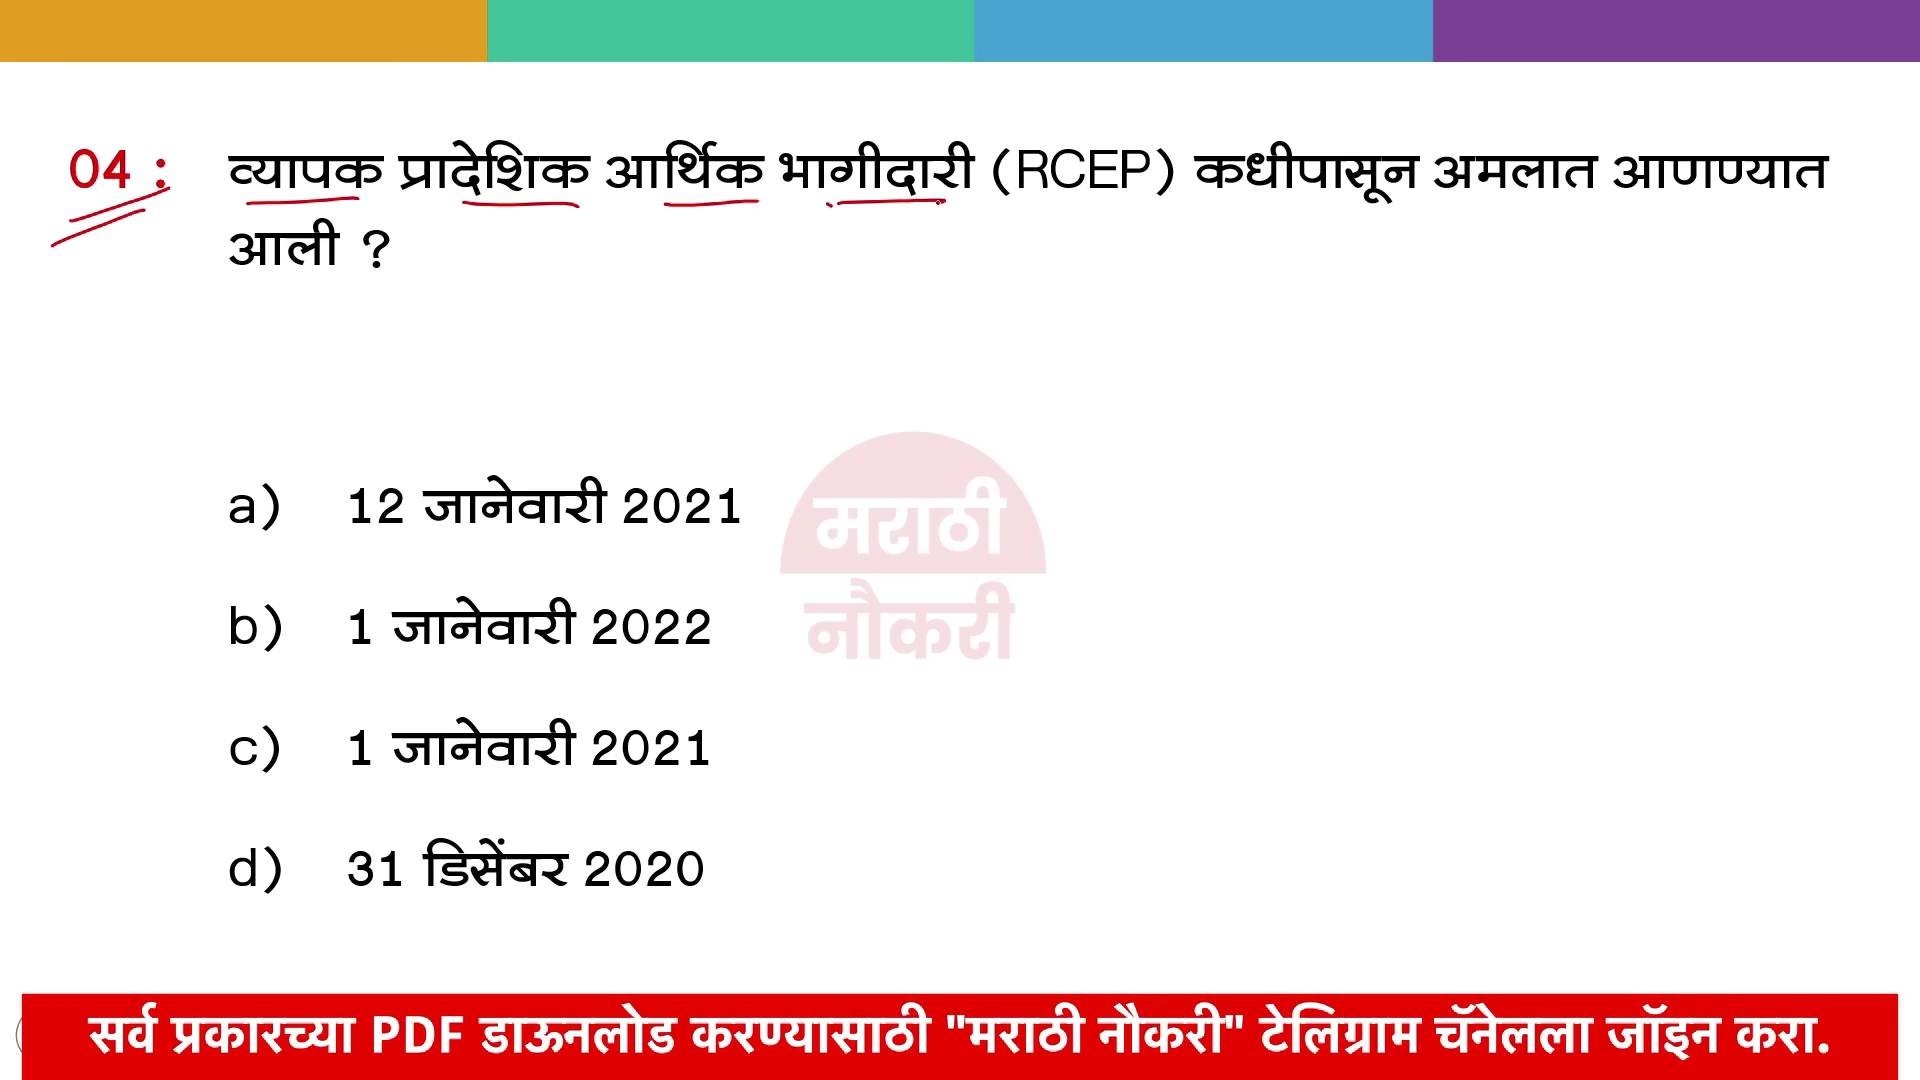 04 : व्यापक प्रादेशिक आर्थिक भागीदारी (RCEP) कधीपासून अमलात आणण्यात
आली ?
a) 12 जानेवारी 2021
मराठी
नौकरी
b) 1 जानेवारी 2022
c) 1 जानेवारी 2021
d) 31 डिसेंबर 2020
सर्व प्रकारच्या PDF डाऊनलोड करण्यासाठी "मराठी नौकरी" टेलिग्राम चॅनेलला जॉइन करा.